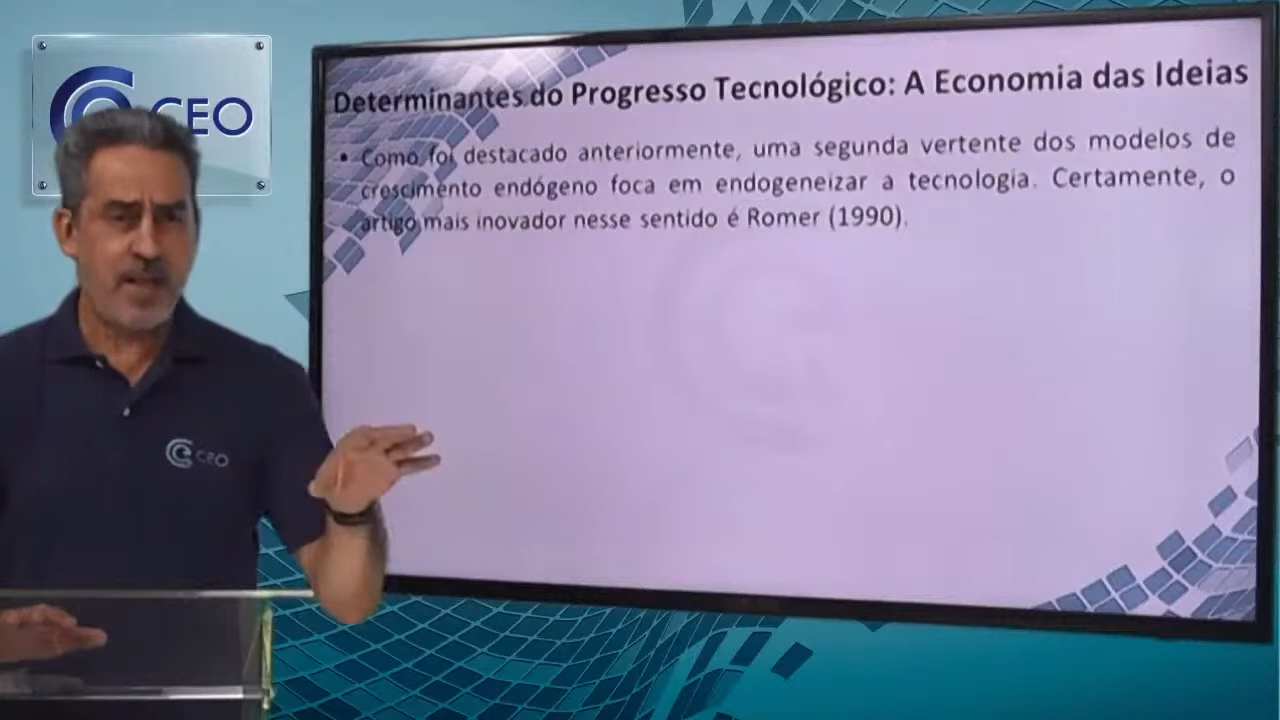 CEO
Determinantes do Progresso Tecnológico: A Economia das Ideias
• Como foi destacado anteriormente, uma segunda vertente dos modelos de
crescimento endógeno foca em endogeneizar a tecnologia. Certamente, o
artigo mais inovador nesse sentido é Romer (1990).
CEO